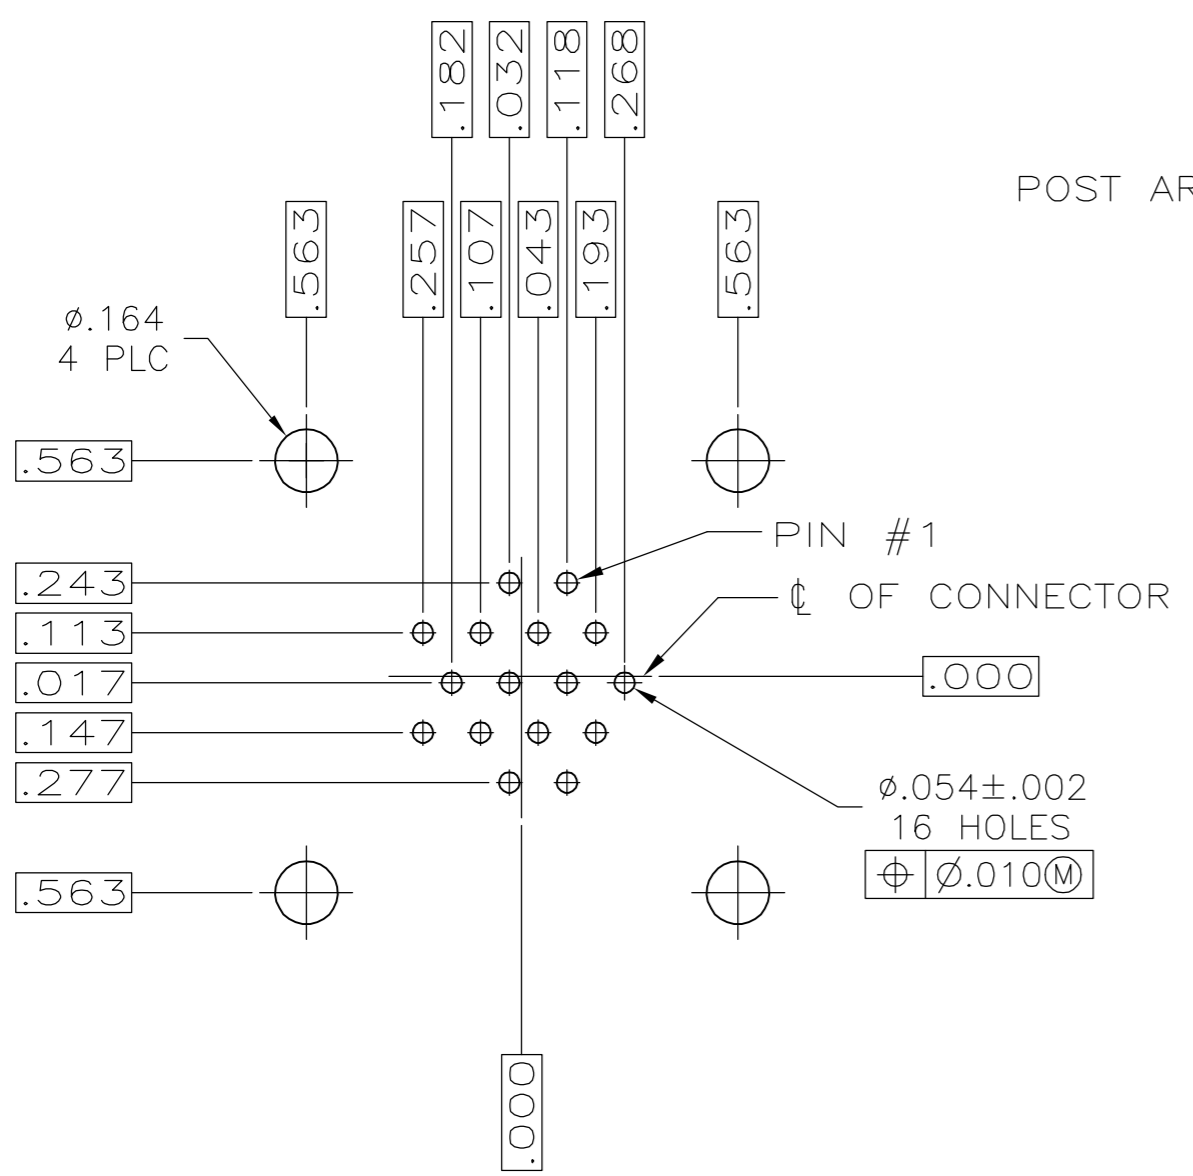 .182
.032
.118
.268
POST AR
.563
.257
.107
.043
.193
.563
ø.164
4 PLC
.563
PIN #1
.243
℄ OF CONNECTOR
.113
.017
.000
.147
.277
ø.054±.002
16 HOLES
⌖ Ø.010Ⓜ
.563
.000